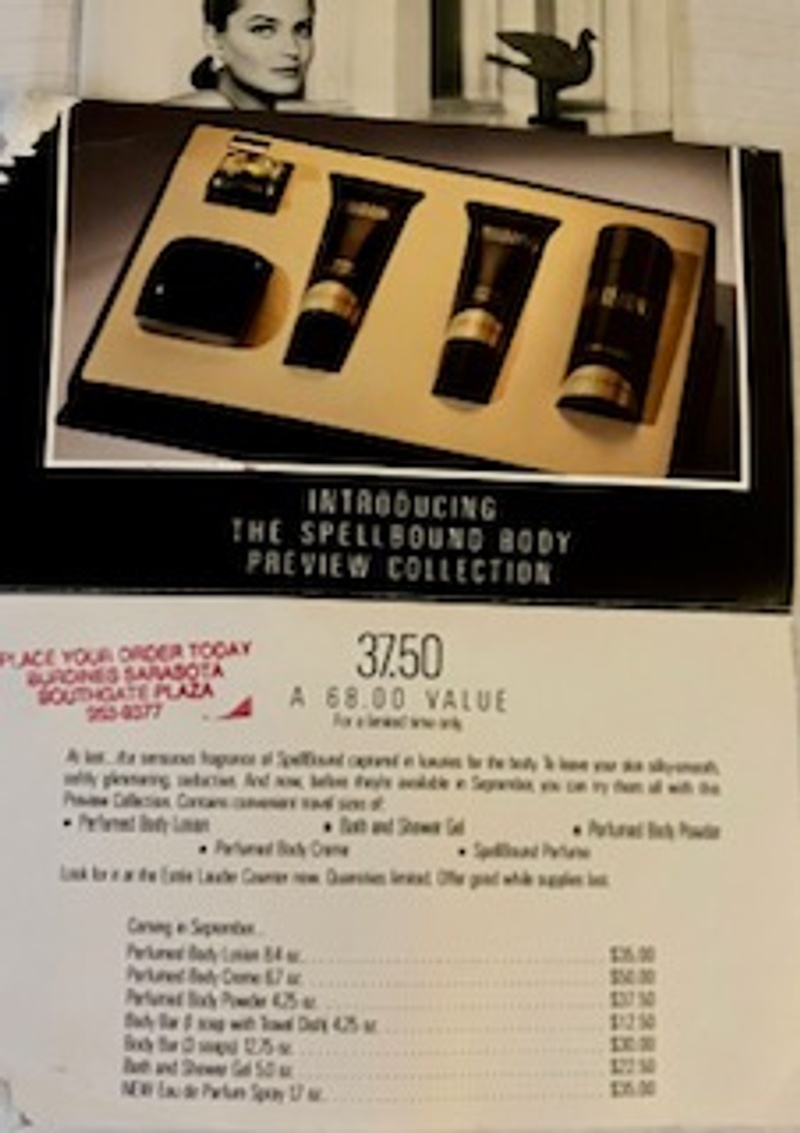 INTRODUCING
THE SPELLBOUND BODY
PREVIEW COLLECTION
PLACE YOUR ORDER TODAY
BURDINES SARASOTA
SOUTHGATE PLAZA
953-9377
37.50
A 68.00 VALUE
For a limited time only.
At last...the sensuous fragrance of SpellBound captured in luxuries for the body. To leave your skin silky-smooth,
softly glimmering, seductive. And now, before they're available in September, you can try them all with this
Preview Collection. Contains convenient travel sizes of:
• Perfumed Body Lotion • Bath and Shower Gel • Perfumed Body Powder
• Perfumed Body Creme • SpellBound Perfume
Look for it at the Estée Lauder Counter now. Quantities limited. Offer good while supplies last.
Coming in September...
Perfumed Body Lotion 8.4 oz. $35.00
Perfumed Body Creme 6.7 oz. $50.00
Perfumed Body Powder 4.25 oz. $37.50
Body Bar (1 soap with Travel Dish) 4.25 oz. $12.50
Body Bar (3 soaps) 12.75 oz. $30.00
Bath and Shower Gel 5.0 oz. $22.50
NEW Eau de Parfum Spray 1.7 oz. $35.00